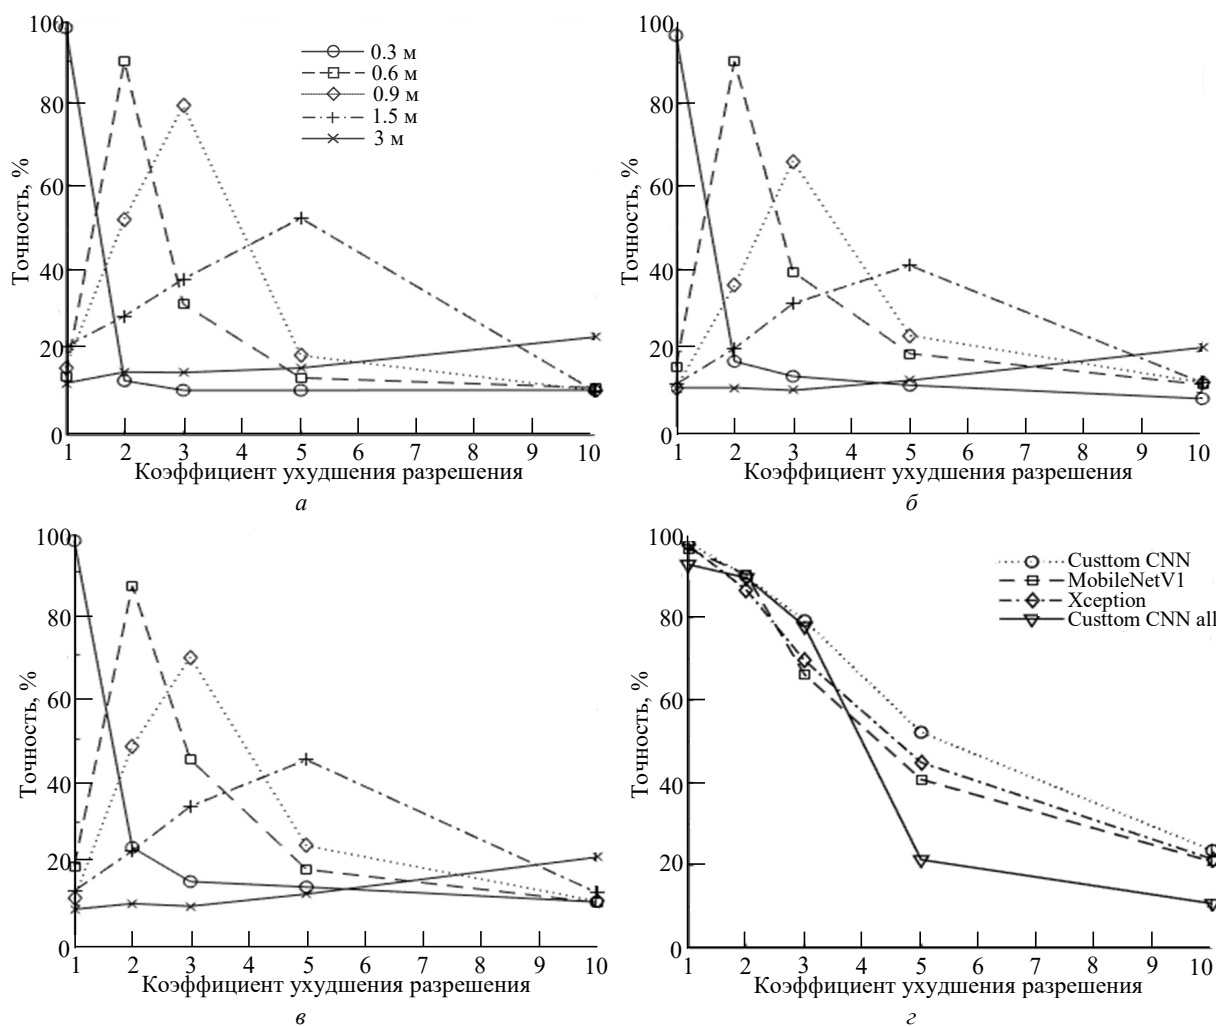 100
80
60
40
20
0
Точность, %
1 2 3 4 5 6 7 8 9 10
Коэффициент ухудшения разрешения
0.3 м
0.6 м
0.9 м
1.5 м
3 м
а
100
80
60
40
20
0
Точность, %
1 2 3 4 5 6 7 8 9 10
Коэффициент ухудшения разрешения
б
100
80
60
40
20
0
Точность, %
1 2 3 4 5 6 7 8 9 10
Коэффициент ухудшения разрешения
в
100
80
60
40
20
0
Точность, %
1 2 3 4 5 6 7 8 9 10
Коэффициент ухудшения разрешения
Custtom CNN
MobileNetV1
Xception
Custtom CNN all
г